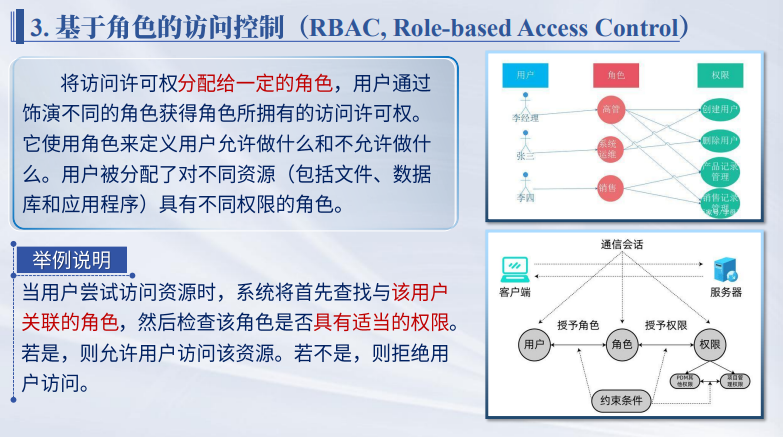 3. 基于角色的访问控制（RBAC, Role-based Access Control）
将访问许可权分配给一定的角色，用户通过
饰演不同的角色获得角色所拥有的访问许可权。
它使用角色来定义用户允许做什么和不允许做什
么。用户被分配了对不同资源（包括文件、数据
库和应用程序）具有不同权限的角色。
举例说明
当用户尝试访问资源时，系统将首先查找与该用户
关联的角色，然后检查该角色是否具有适当的权限。
若是，则允许用户访问该资源。若不是，则拒绝用
户访问。
用户 角色 权限
李经理 高管 创建用户
张三 系统 删除用户
运维
产品记录
管理
李四 销售 销售记录
管理
通信会话
客户端 服务器
授予角色 授予权限
用户 角色 权限
PDM其 项目管
他权限 理权限
约束条件